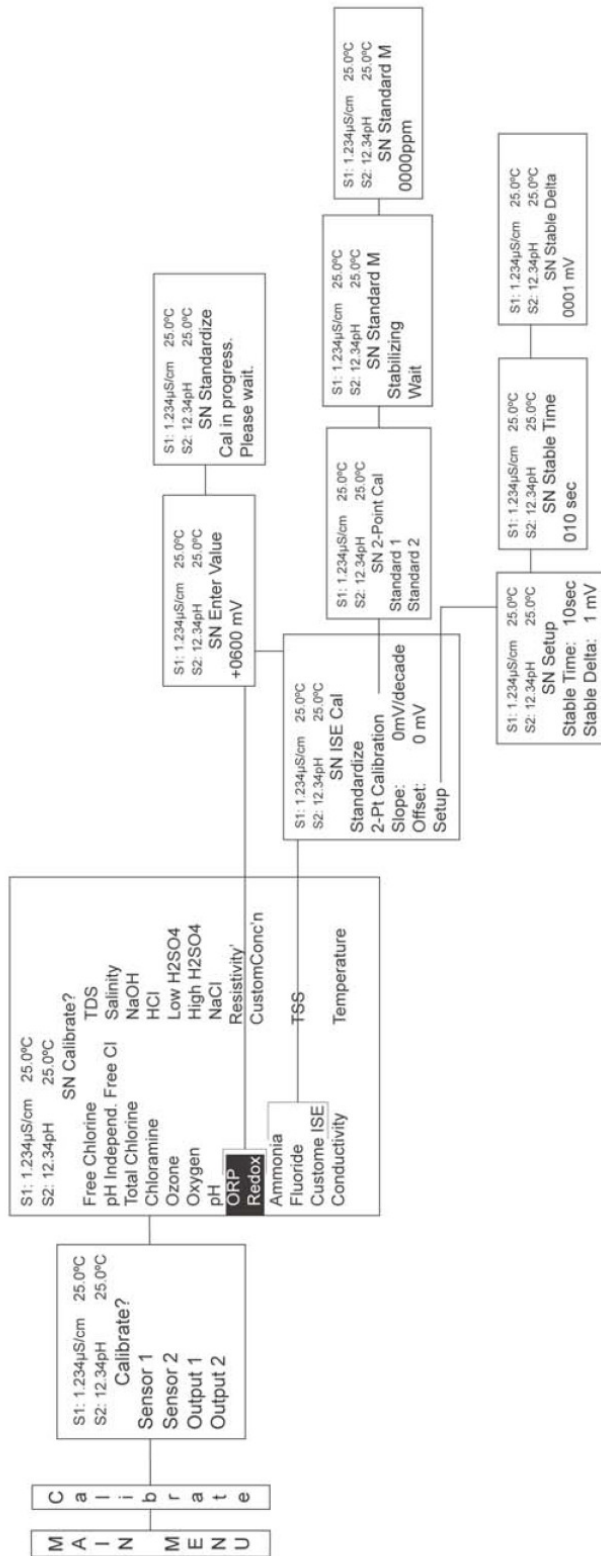 MAIN MENU
Calibrate
S1: 1.234µS/cm 25.0ºC
S2: 12.34pH 25.0ºC
Calibrate?
Sensor 1
Sensor 2
Output 1
Output 2
S1: 1.234µS/cm 25.0ºC
S2: 12.34pH 25.0ºC
SN Calibrate?
Free Chlorine TDS
pH Independ. Free Cl Salinity
Total Chlorine NaOH
Chloramine HCl
Ozone Low H2SO4
Oxygen High H2SO4
pH NaCl
ORP Resistivity'
Redox CustomConc'n
Ammonia
Fluoride TSS
Custome ISE
Conductivity Temperature
S1: 1.234µS/cm 25.0ºC
S2: 12.34pH 25.0ºC
SN Enter Value
+0600 mV
S1: 1.234µS/cm 25.0ºC
S2: 12.34pH 25.0ºC
SN Standardize
Cal in progress.
Please wait.
S1: 1.234µS/cm 25.0ºC
S2: 12.34pH 25.0ºC
SN ISE Cal
Standardize
2-Pt Calibration
Slope: 0mV/decade
Offset: 0 mV
Setup
S1: 1.234µS/cm 25.0ºC
S2: 12.34pH 25.0ºC
SN 2-Point Cal
Standard 1
Standard 2
S1: 1.234µS/cm 25.0ºC
S2: 12.34pH 25.0ºC
SN Standard M
Stabilizing
Wait
S1: 1.234µS/cm 25.0ºC
S2: 12.34pH 25.0ºC
SN Standard M
0000ppm
S1: 1.234µS/cm 25.0ºC
S2: 12.34pH 25.0ºC
SN Setup
Stable Time: 10sec
Stable Delta: 1 mV
S1: 1.234µS/cm 25.0ºC
S2: 12.34pH 25.0ºC
SN Stable Time
010 sec
S1: 1.234µS/cm 25.0ºC
S2: 12.34pH 25.0ºC
SN Stable Delta
0001 mV